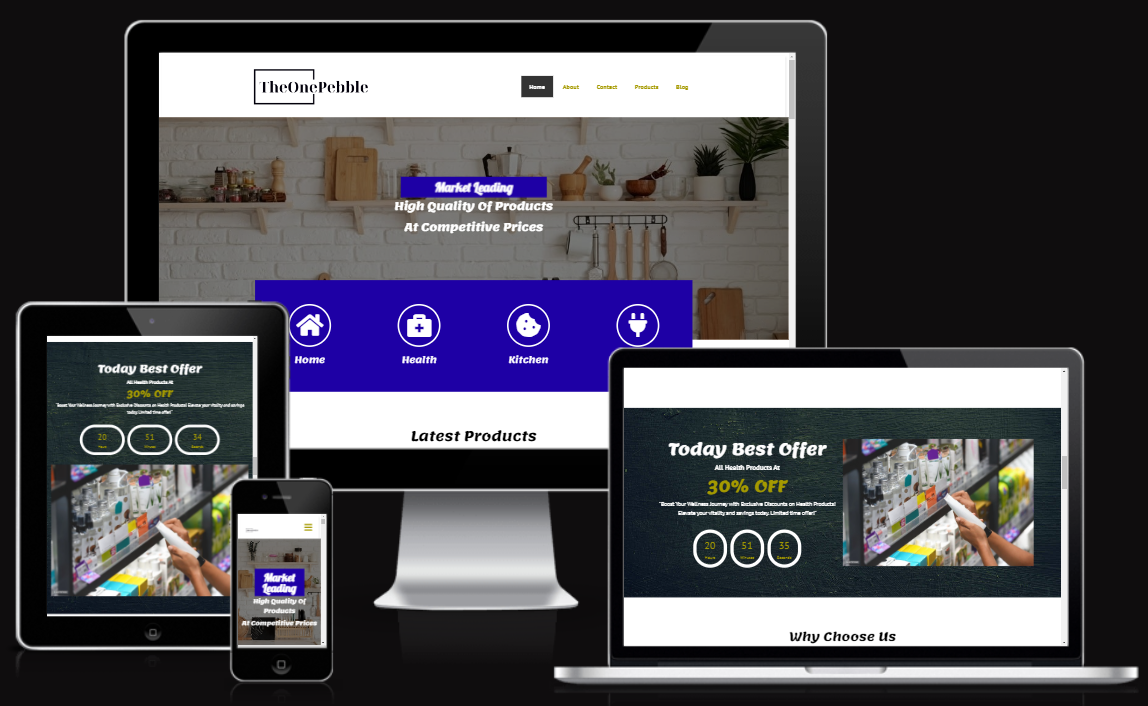 TheOnePebble
Home About Contact Products Blog
Market Leading
High Quality Of Products
At Competitive Prices
Home Health Kitchen
Latest Products
Today Best Offer
All Health Products At
30% OFF
"Boost Your Wellness Journey with Exclusive Discounts on Health Products! Elevate your vitality and savings
today. Limited time offer!"
20 51 34
Hours Minutes Seconds
Market
Leading
High Quality Of
Products
At Competitive Prices
Today Best Offer
All Health Products At
30% OFF
"Boost Your Wellness Journey with Exclusive Discounts on Health Products!
Elevate your vitality and savings today. Limited time offer!"
20 51 35
Hours Minutes Seconds
Why Choose Us